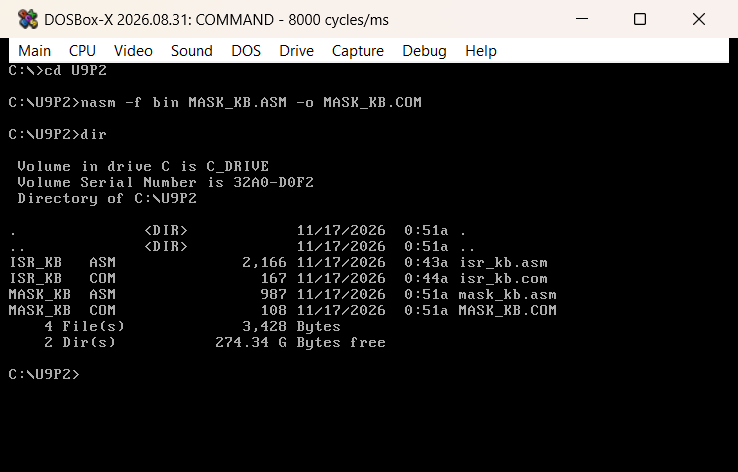 DOSBox-X 2026.08.31: COMMAND - 8000 cycles/ms
Main CPU Video Sound DOS Drive Capture Debug Help
C:\>cd U9P2
C:\U9P2>nasm -f bin MASK_KB.ASM -o MASK_KB.COM
C:\U9P2>dir
Volume in drive C is C_DRIVE
Volume Serial Number is 32A0-D0F2
Directory of C:\U9P2
. <DIR> 11/17/2026 0:51a .
.. <DIR> 11/17/2026 0:51a ..
ISR_KB ASM 2,166 11/17/2026 0:43a isr_kb.asm
ISR_KB COM 167 11/17/2026 0:44a isr_kb.com
MASK_KB ASM 987 11/17/2026 0:51a mask_kb.asm
MASK_KB COM 108 11/17/2026 0:51a MASK_KB.COM
4 File(s) 3,428 Bytes
2 Dir(s) 274.34 G Bytes free
C:\U9P2>